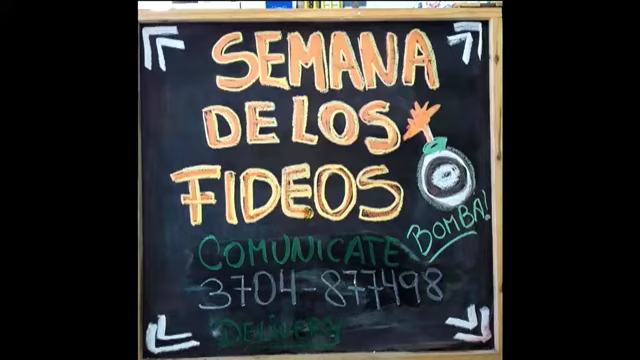 SEMANA
DE LOS
FIDEOS
BOMBA!
COMUNICATE
3704-877498
DELIVERY